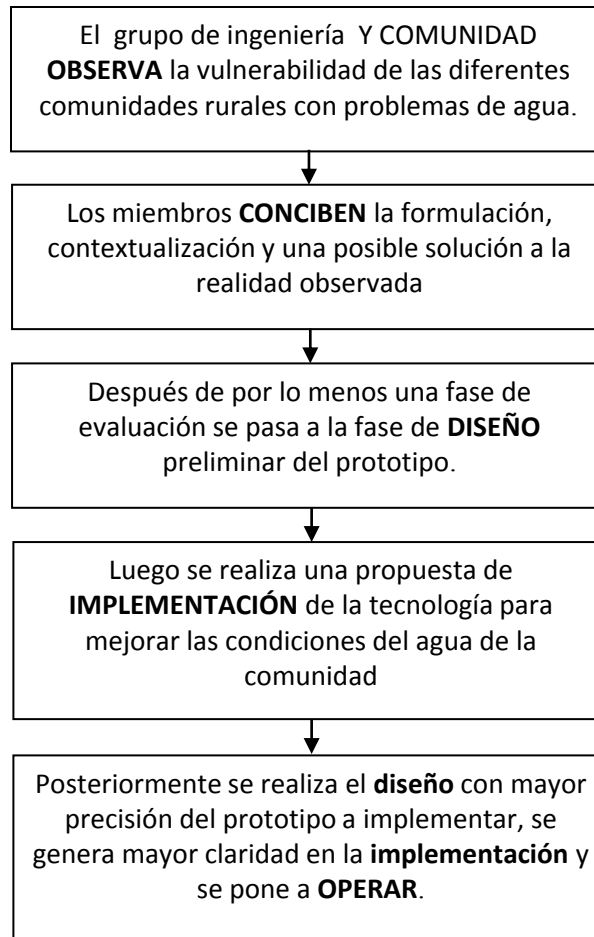 El grupo de ingeniería Y COMUNIDAD
OBSERVA la vulnerabilidad de las diferentes
comunidades rurales con problemas de agua.
Los miembros CONCIBEN la formulación,
contextualización y una posible solución a la
realidad observada
Después de por lo menos una fase de
evaluación se pasa a la fase de DISEÑO
preliminar del prototipo.
Luego se realiza una propuesta de
IMPLEMENTACIÓN de la tecnología para
mejorar las condiciones del agua de la
comunidad
Posteriormente se realiza el diseño con mayor
precisión del prototipo a implementar, se
genera mayor claridad en la implementación y
se pone a OPERAR.